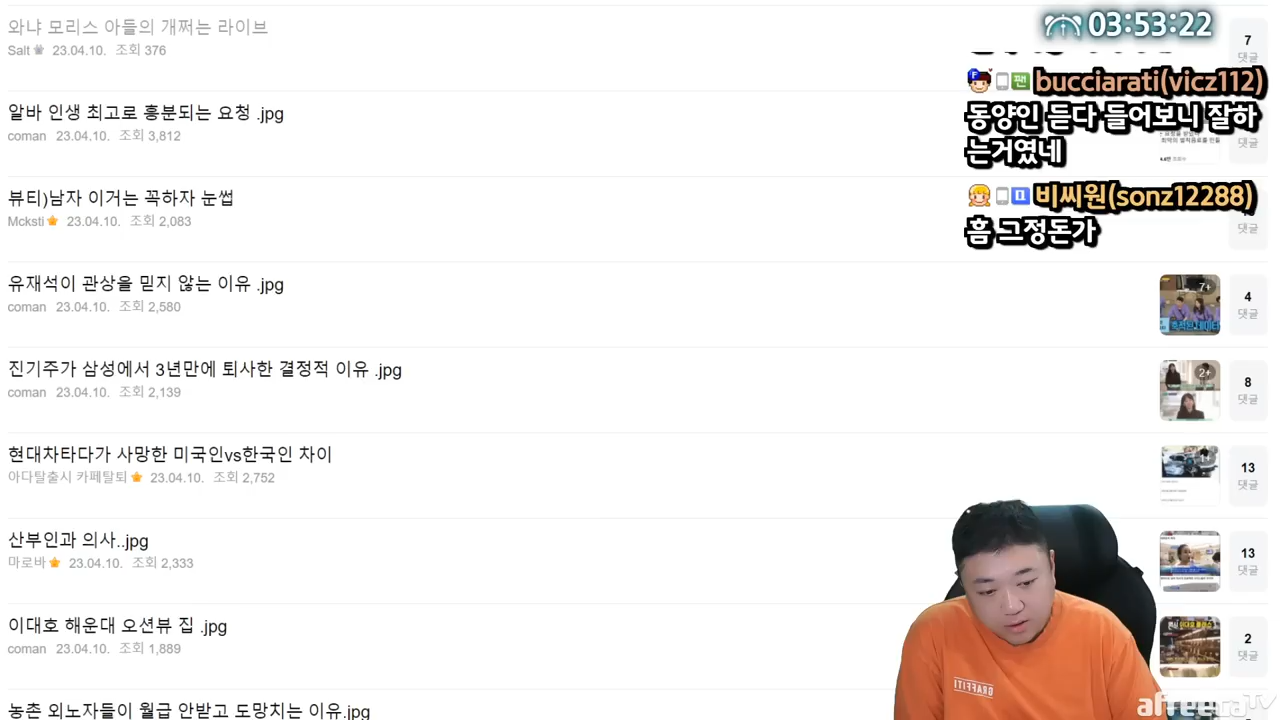 와냐 모리스 아들의 개쩌는 라이브
Salt 23.04.10. 조회 376
7
댓글
03:53:22
알바 인생 최고로 흥분되는 요청 .jpg
coman 23.04.10. 조회 3,812
댓글
bucciarati(vicz112)
동양인 듣다 들어보니 잘하
는거였네
뷰티)남자 이거는 꼭하자 눈썹
Mcksti 23.04.10. 조회 2,083
댓글
비씨원(sonz12288)
흠 그정돈가
유재석이 관상을 믿지 않는 이유 .jpg
coman 23.04.10. 조회 2,580
7+
4
댓글
진기주가 삼성에서 3년만에 퇴사한 결정적 이유 .jpg
coman 23.04.10. 조회 2,139
2+
8
댓글
현대차타다가 사망한 미국인vs한국인 차이
아다탈출시 카페탈퇴 23.04.10. 조회 2,752
13
댓글
산부인과 의사..jpg
마로바 23.04.10. 조회 2,333
13
댓글
이대호 해운대 오션뷰 집 .jpg
coman 23.04.10. 조회 1,889
2
댓글
GRAFFITI
농촌 외노자들이 월급 안받고 도망치는 이유.jpg
afreecaTV